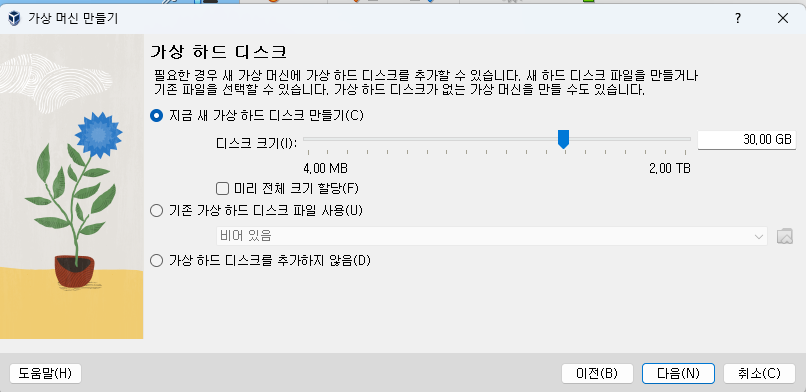 가상 머신 만들기
?
가상 하드 디스크
필요한 경우 새 가상 머신에 가상 하드 디스크를 추가할 수 있습니다. 새 하드 디스크 파일을 만들거나
기존 파일을 선택할 수 있습니다. 가상 하드 디스크가 없는 가상 머신을 만들 수도 있습니다.
지금 새 가상 하드 디스크 만들기(C)
디스크 크기(I):
30,00 GB
4,00 MB
2,00 TB
미리 전체 크기 할당(F)
기존 가상 하드 디스크 파일 사용(U)
비어 있음
가상 하드 디스크를 추가하지 않음(D)
도움말(H)
이전(B)
다음(N)
취소(C)